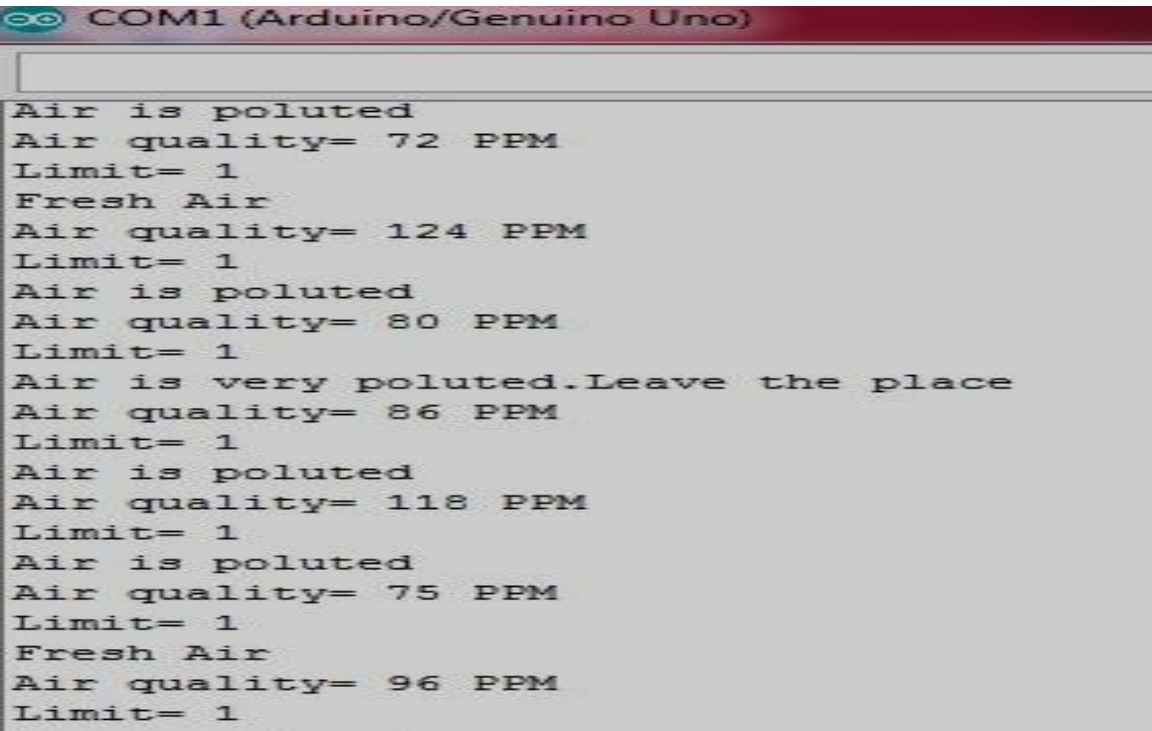 COM1 (Arduino/Genuino Uno)
Air is poluted
Air quality= 72 PPM
Limit= 1
Fresh Air
Air quality= 124 PPM
Limit= 1
Air is poluted
Air quality= 80 PPM
Limit= 1
Air is very poluted.Leave the place
Air quality= 86 PPM
Limit= 1
Air is poluted
Air quality= 118 PPM
Limit= 1
Air is poluted
Air quality= 75 PPM
Limit= 1
Fresh Air
Air quality= 96 PPM
Limit= 1